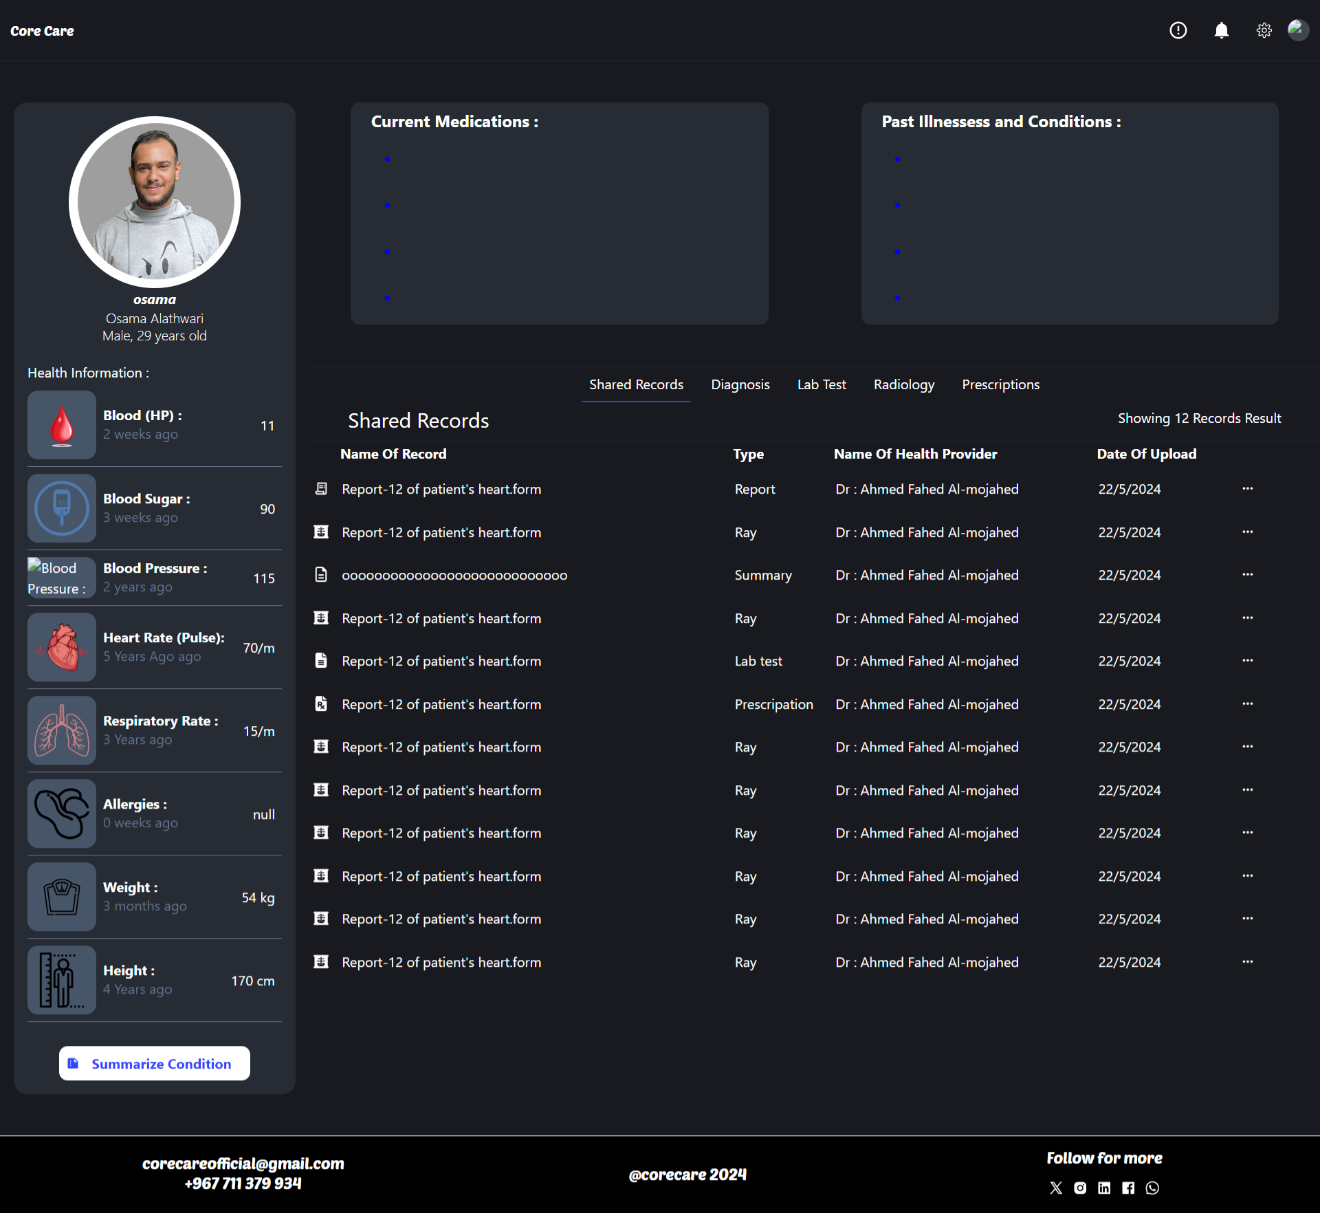 Core Care
osama
Osama Alathwari
Male, 29 years old
Health Information :
Blood (HP) :
2 weeks ago
11
Blood Sugar :
3 weeks ago
90
Blood
Pressure :
Blood Pressure :
2 years ago
115
Heart Rate (Pulse):
5 Years Ago ago
70/m
Respiratory Rate :
3 Years ago
15/m
Allergies :
0 weeks ago
null
Weight :
3 months ago
54 kg
Height :
4 Years ago
170 cm
Summarize Condition
Current Medications :
Past Illnessess and Conditions :
Shared Records Diagnosis Lab Test Radiology Prescriptions
Shared Records
Showing 12 Records Result
Name Of Record Type Name Of Health Provider Date Of Upload
Report-12 of patient's heart.form Report Dr : Ahmed Fahed Al-mojahed 22/5/2024
Report-12 of patient's heart.form Ray Dr : Ahmed Fahed Al-mojahed 22/5/2024
oooooooooooooooooooooooooooo Summary Dr : Ahmed Fahed Al-mojahed 22/5/2024
Report-12 of patient's heart.form Ray Dr : Ahmed Fahed Al-mojahed 22/5/2024
Report-12 of patient's heart.form Lab test Dr : Ahmed Fahed Al-mojahed 22/5/2024
Report-12 of patient's heart.form Prescripation Dr : Ahmed Fahed Al-mojahed 22/5/2024
Report-12 of patient's heart.form Ray Dr : Ahmed Fahed Al-mojahed 22/5/2024
Report-12 of patient's heart.form Ray Dr : Ahmed Fahed Al-mojahed 22/5/2024
Report-12 of patient's heart.form Ray Dr : Ahmed Fahed Al-mojahed 22/5/2024
Report-12 of patient's heart.form Ray Dr : Ahmed Fahed Al-mojahed 22/5/2024
Report-12 of patient's heart.form Ray Dr : Ahmed Fahed Al-mojahed 22/5/2024
Report-12 of patient's heart.form Ray Dr : Ahmed Fahed Al-mojahed 22/5/2024
corecareofficial@gmail.com
+967 711 379 934
@corecare 2024
Follow for more